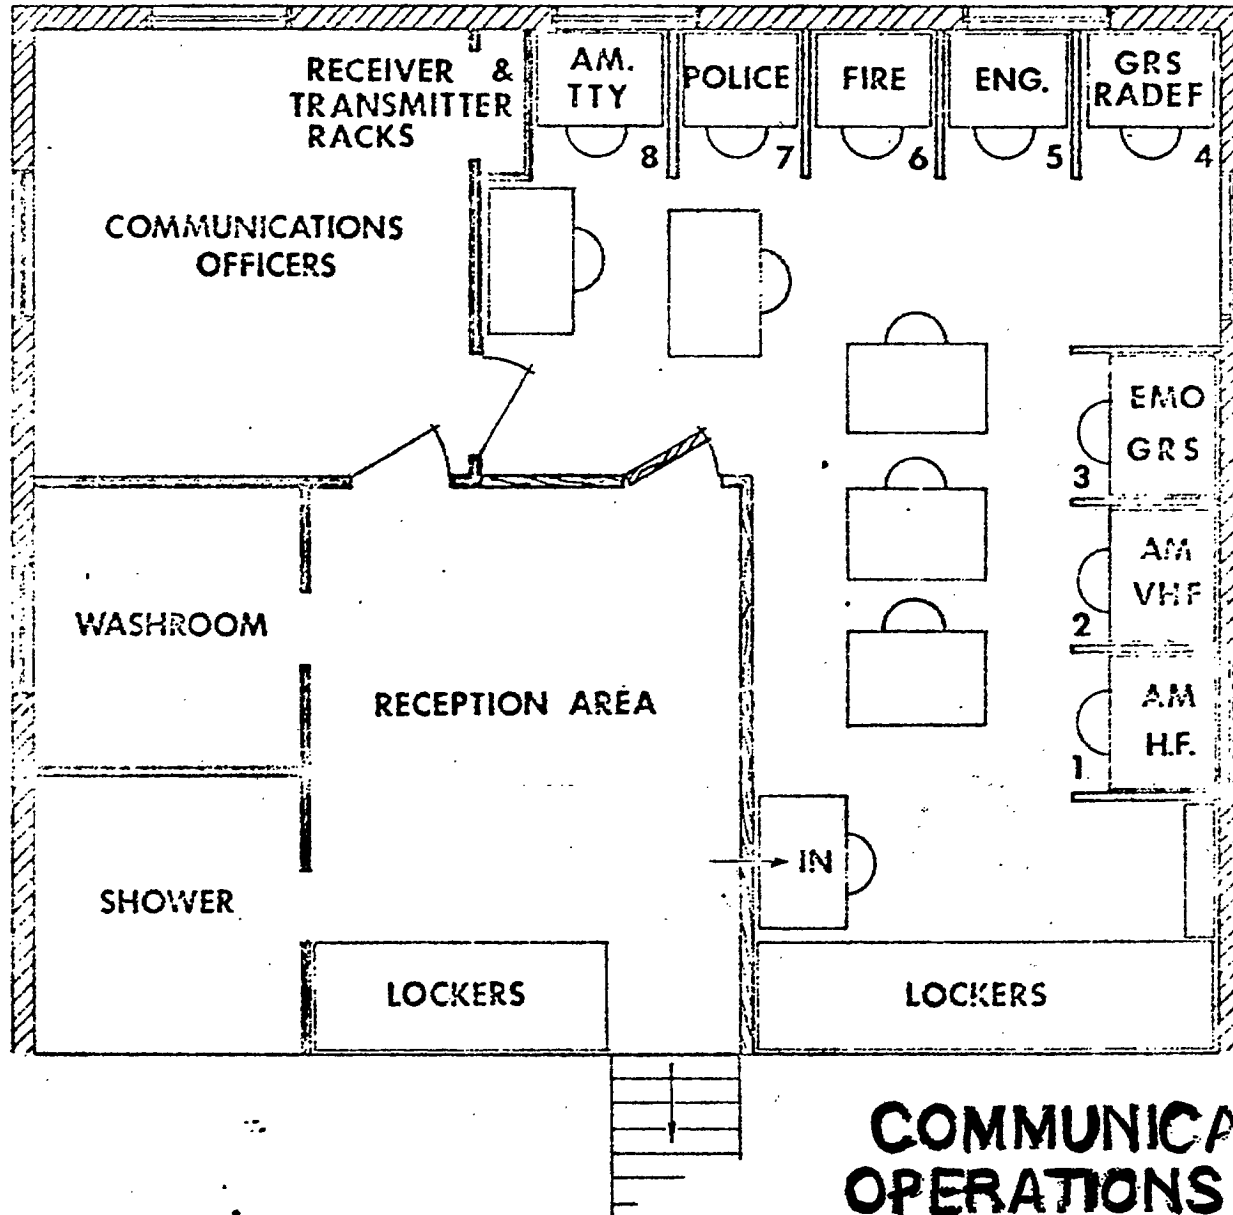 RECEIVER &
TRANSMITTER
RACKS
AM.
TTY
8
POLICE
7
FIRE
6
ENG.
5
GRS
RADEF
4
COMMUNICATIONS
OFFICERS
EMO
GRS
3
AM
VHF
2
AM
H.F.
1
WASHROOM
RECEPTION AREA
IN
SHOWER
LOCKERS
LOCKERS
COMMUNICA
OPERATIONS